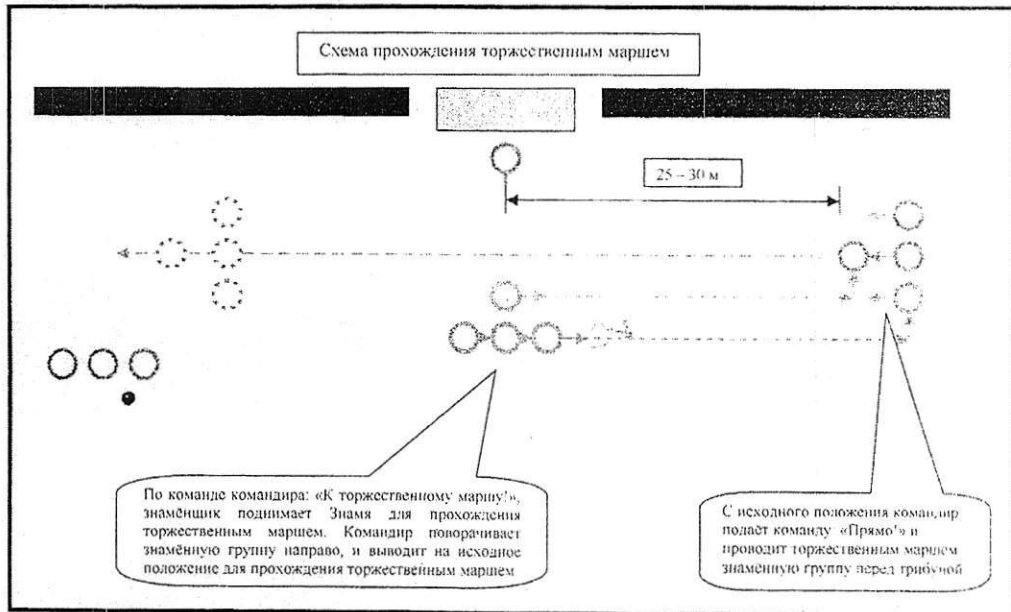 Схема прохождения торжественным маршем
25 – 30 м
По команде командира: «К торжественному маршу!»,
знаменщик поднимает Знамя для прохождения
торжественным маршем. Командир поворачивает
знамённую группу направо, и выводит на исходное
положение для прохождения торжественным маршем
С исходного положения командир
подаёт команду «Прямо!» и
проводит торжественным маршем
знамённую группу перед трибуной